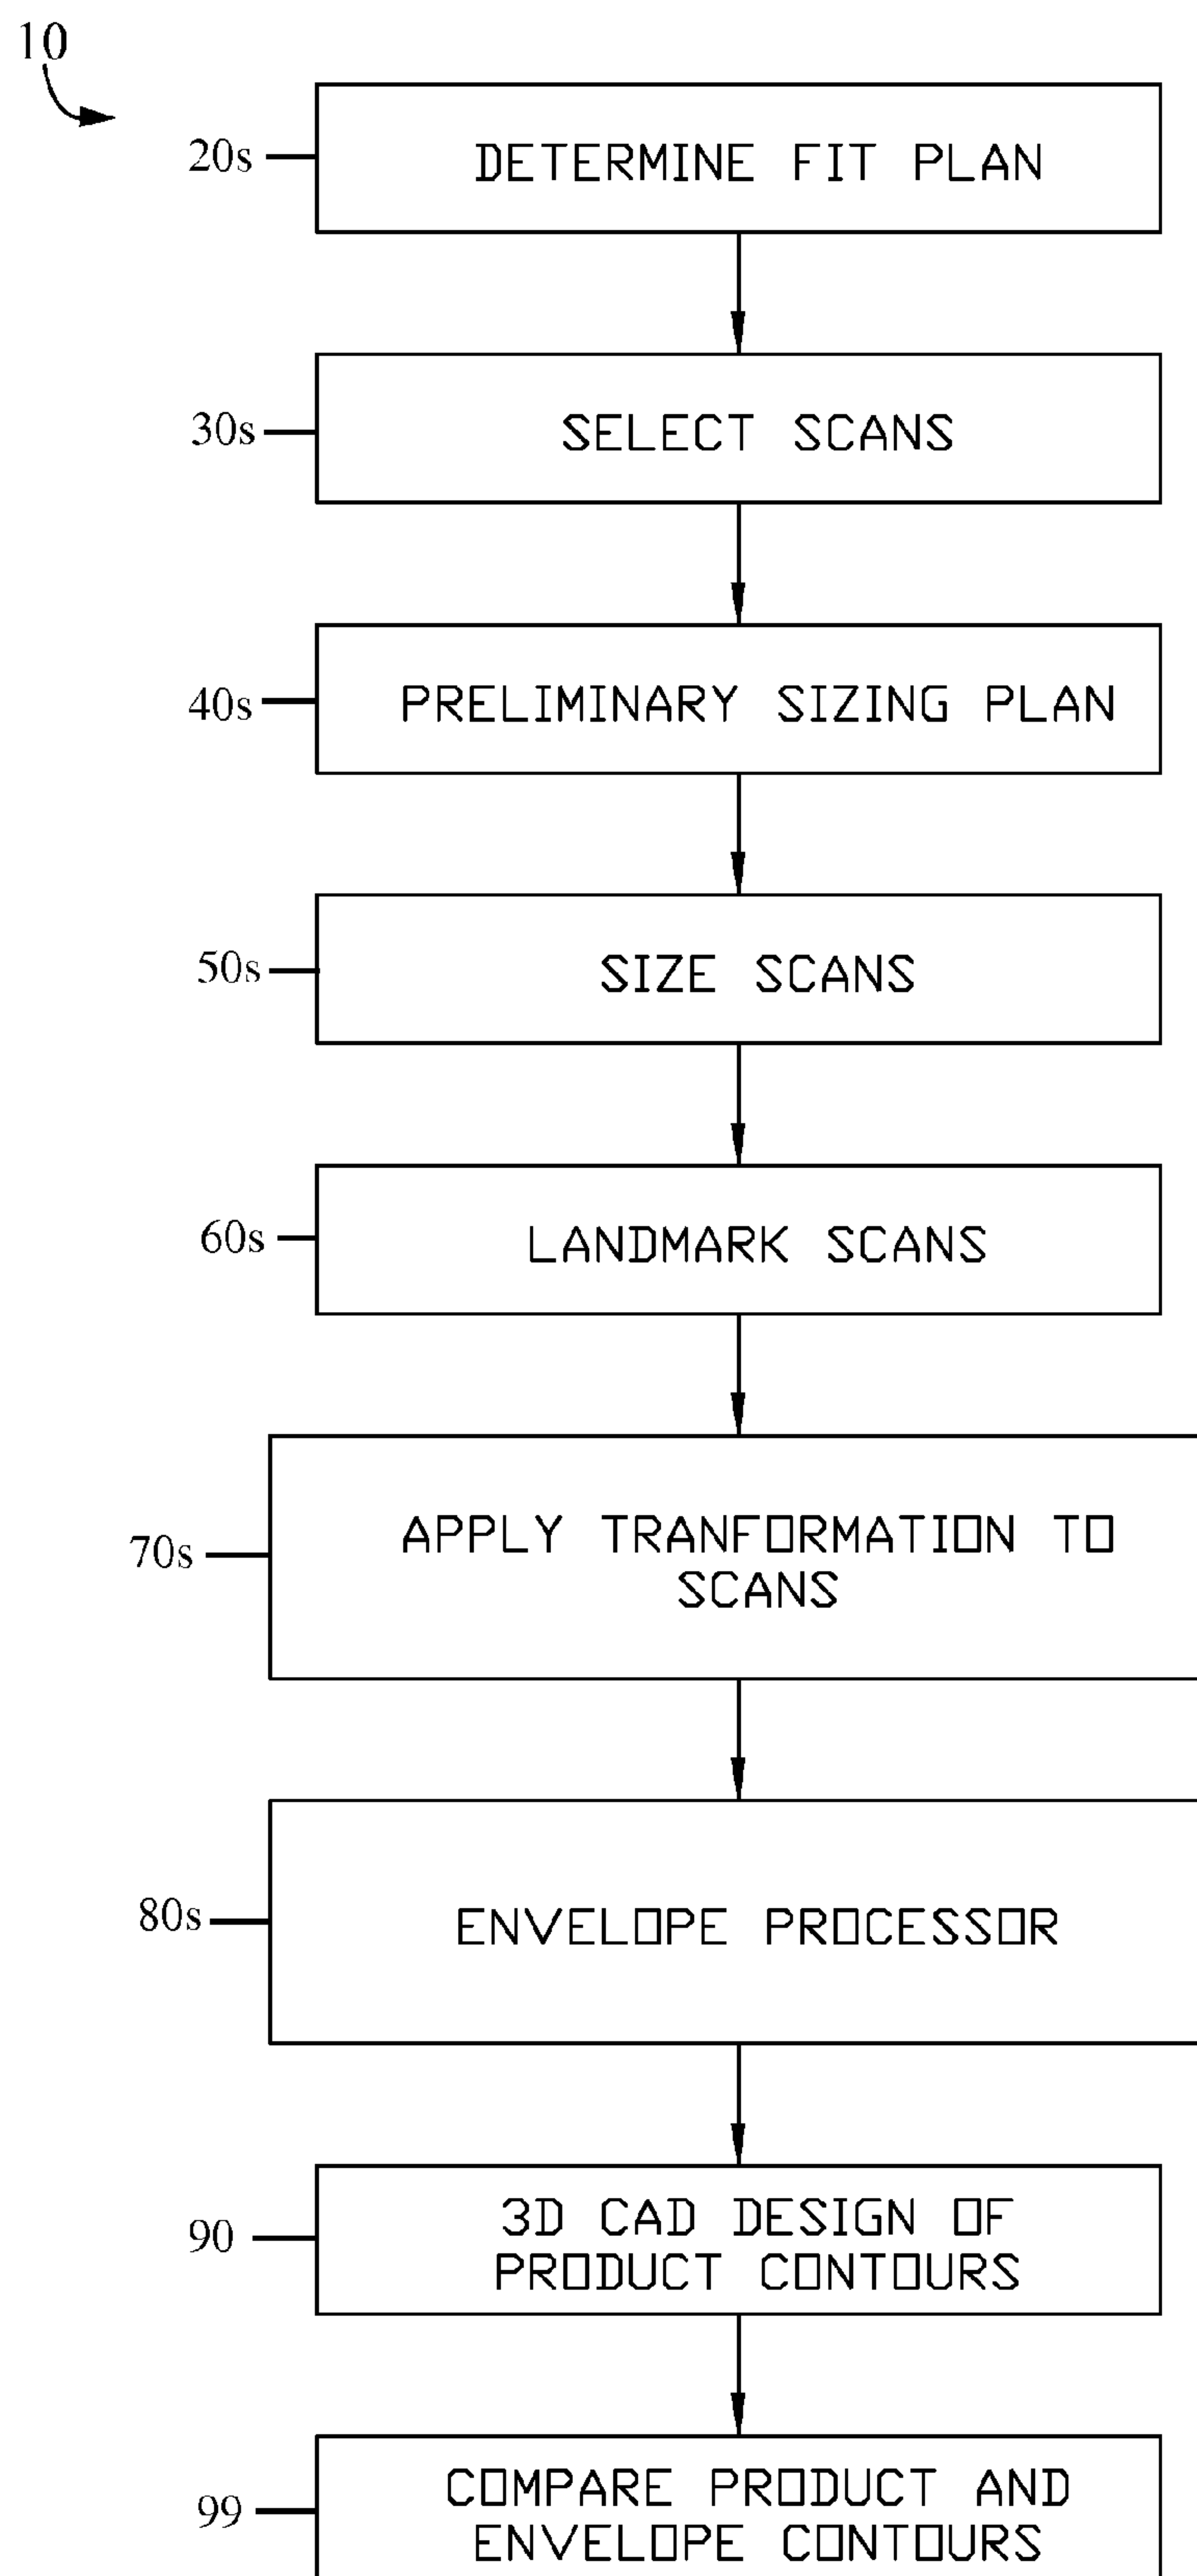 10
20s
DETERMINE FIT PLAN
30s
SELECT SCANS
40s
PRELIMINARY SIZING PLAN
50s
SIZE SCANS
60s
LANDMARK SCANS
70s
APPLY TRANFORMATION TO
SCANS
80s
ENVELOPE PROCESSOR
90
3D CAD DESIGN OF
PRODUCT CONTOURS
99
COMPARE PRODUCT AND
ENVELOPE CONTOURS